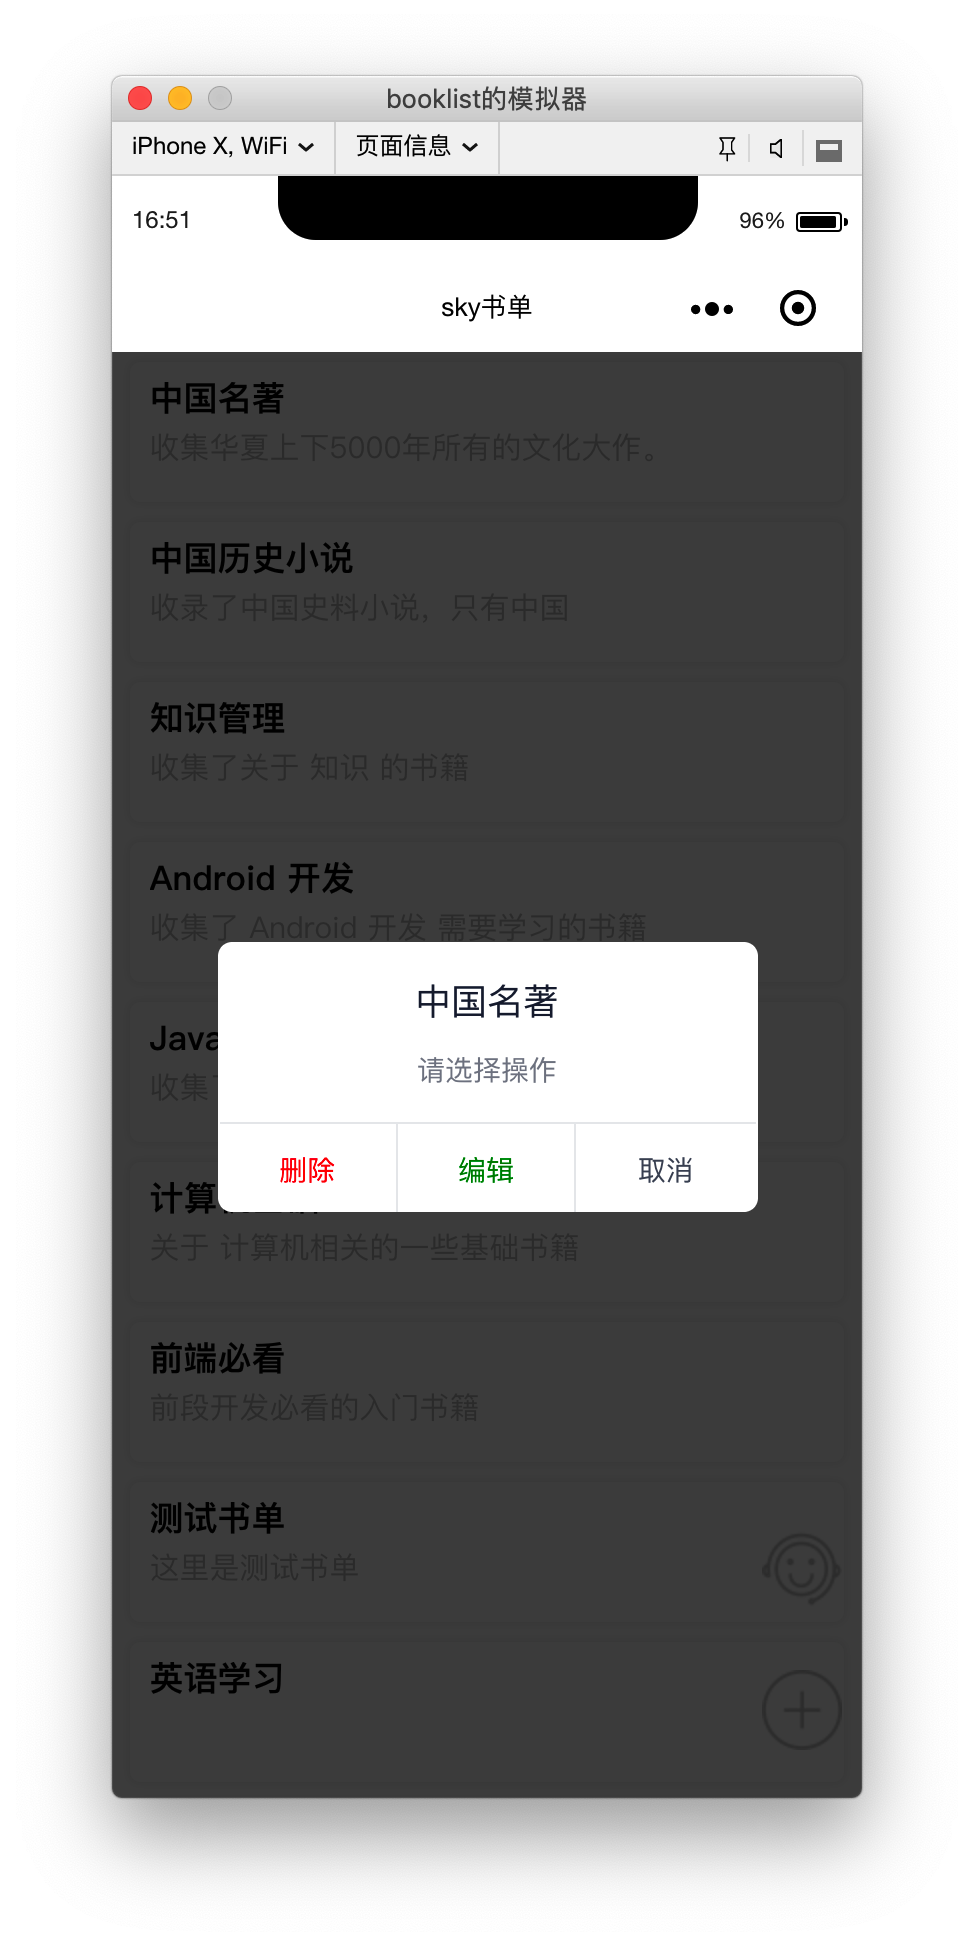 booklist的模拟器
iPhone X, WiFi
页面信息
16:51
96%
sky书单
中国名著
收集华夏上下5000年所有的文化大作。
中国历史小说
收录了中国史料小说，只有中国
知识管理
收集了关于 知识 的书籍
Android 开发
收集了 Android 开发 需要学习的书籍
Java
收集
中国名著
请选择操作
删除
编辑
取消
计算
关于 计算机相关的一些基础书籍
前端必看
前段开发必看的入门书籍
测试书单
这里是测试书单
英语学习